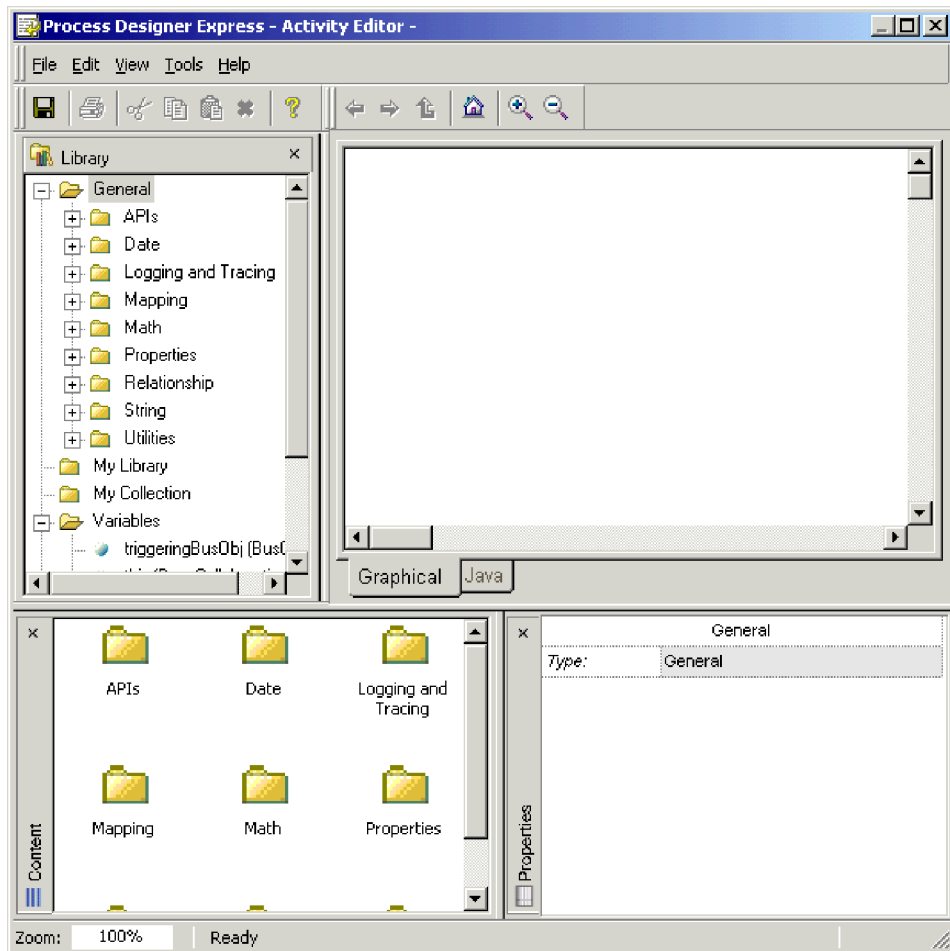 Process Designer Express - Activity Editor -
File Edit View Tools Help
Library
General
APIs
Date
Logging and Tracing
Mapping
Math
Properties
Relationship
String
Utilities
My Library
My Collection
Variables
triggeringBusObj (BusO
Graphical Java
Content
APIs Date Logging and
Tracing
Mapping Math Properties
Properties
General
Type: General
Zoom: 100% Ready